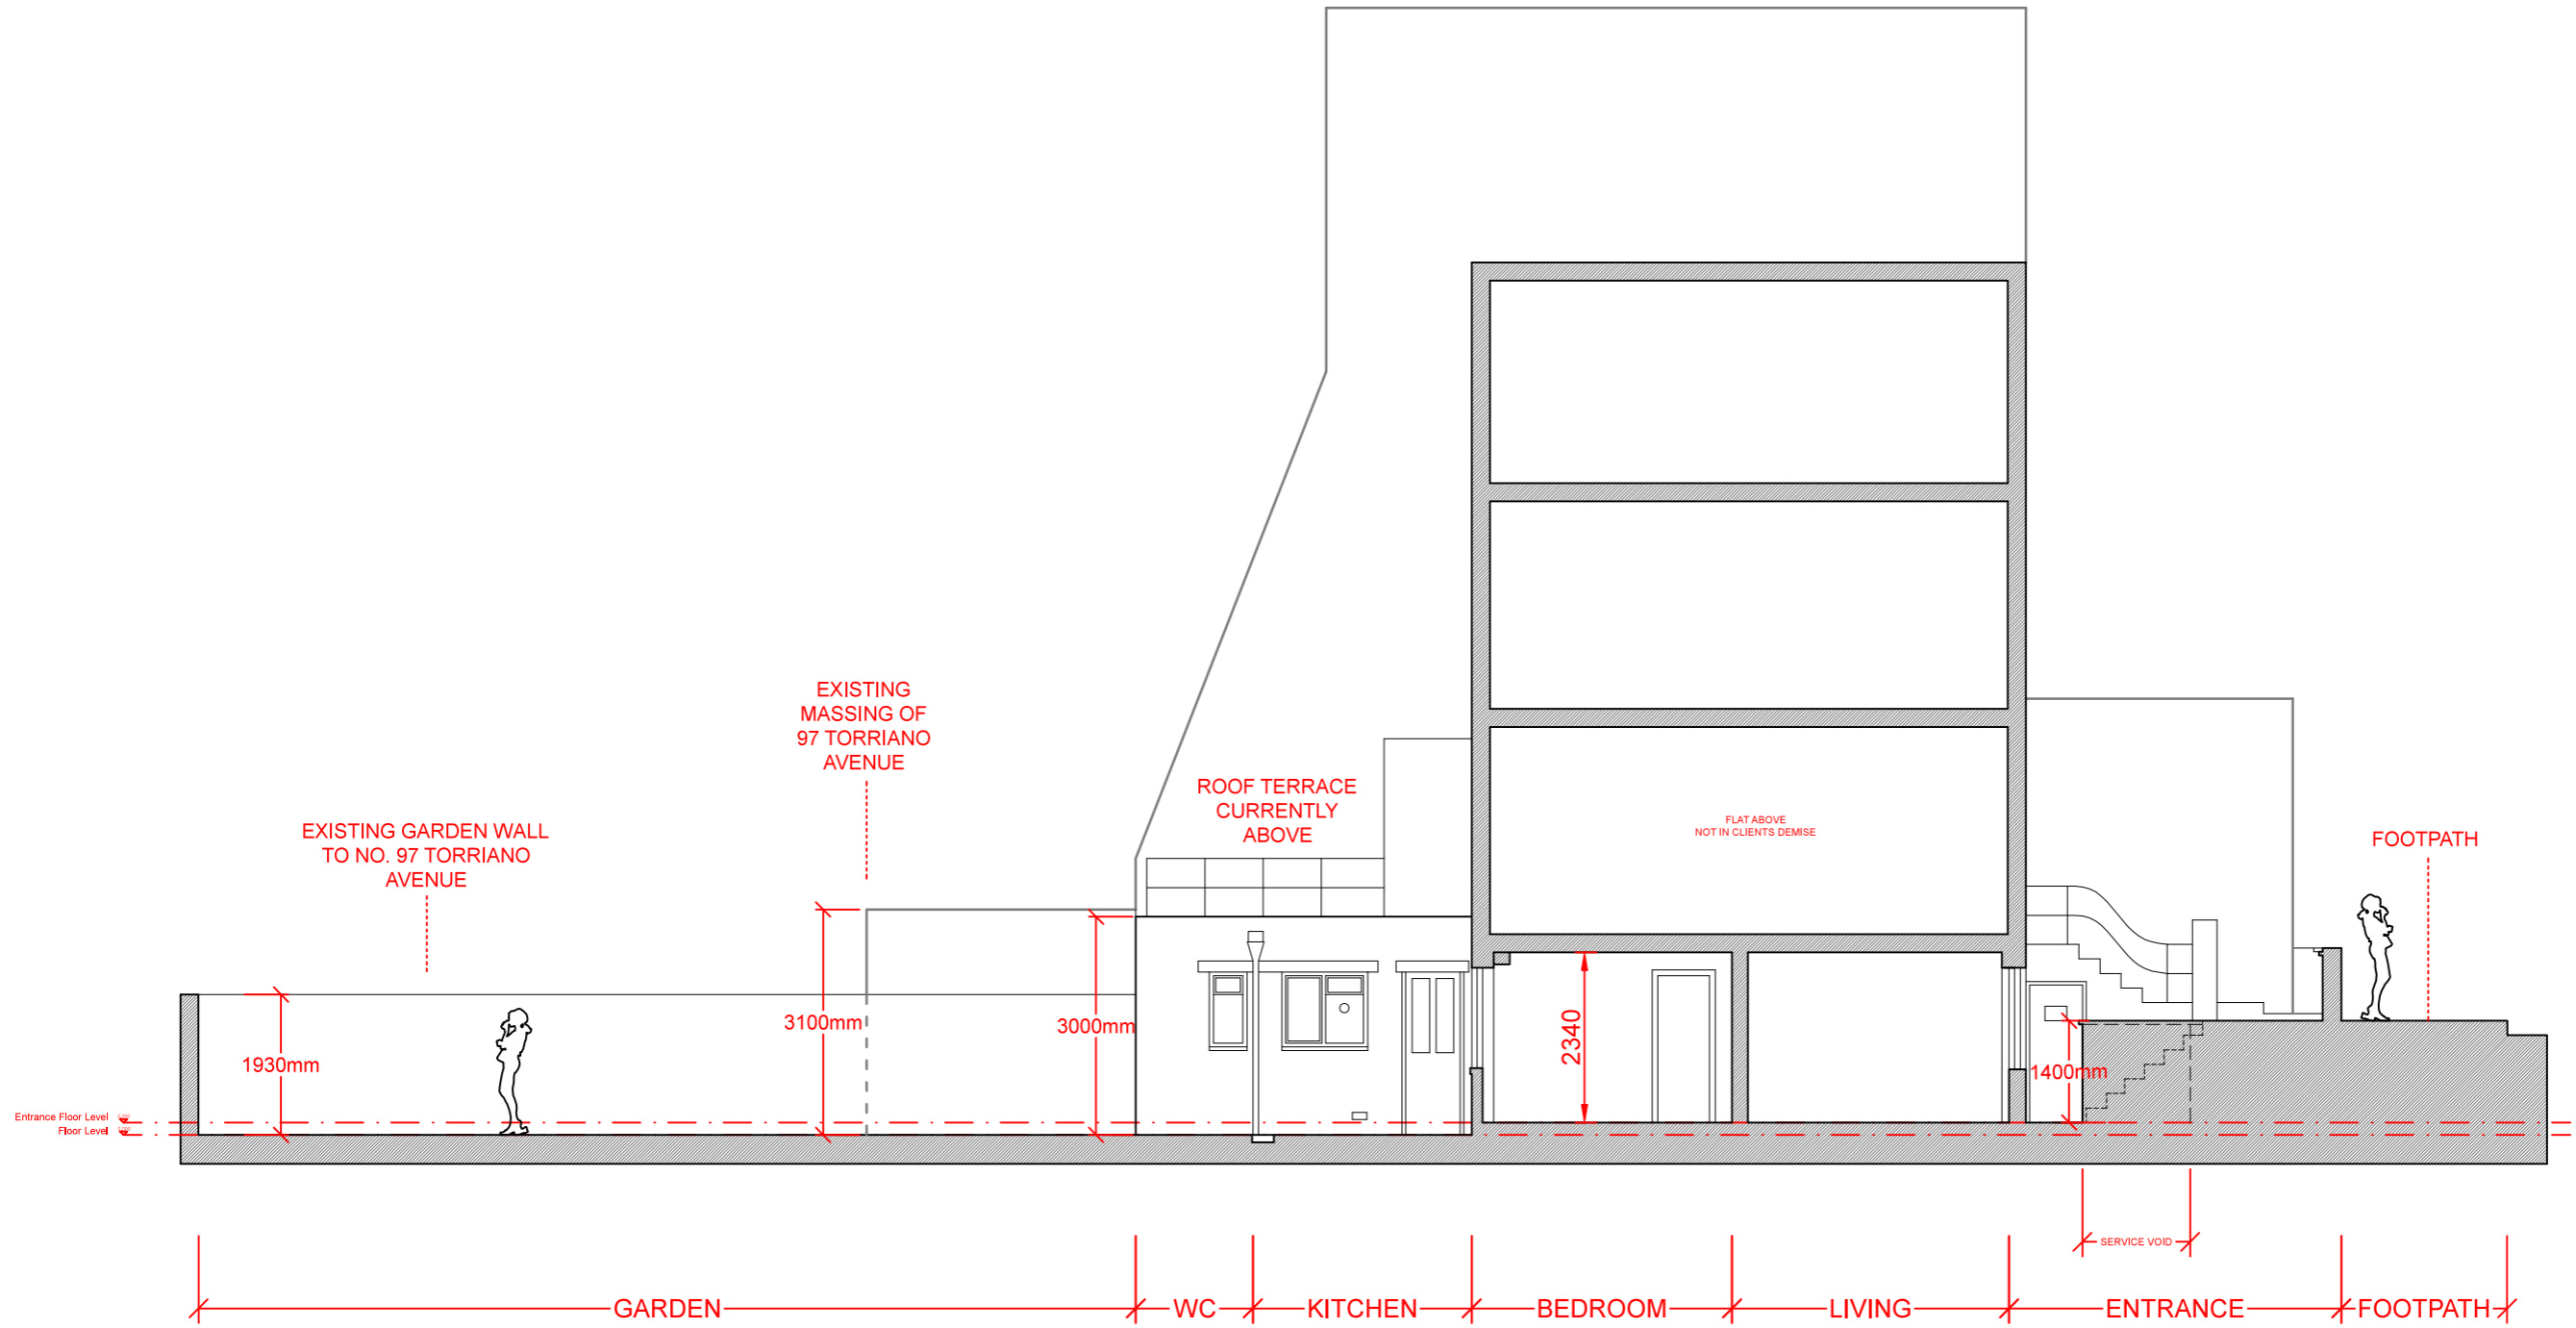 EXISTING
MASSING OF
97 TORRIANO
AVENUE
EXISTING GARDEN WALL
TO NO. 97 TORRIANO
AVENUE
ROOF TERRACE
CURRENTLY
ABOVE
FLAT ABOVE
NOT IN CLIENTS DEMISE
FOOTPATH
1930mm
3100mm
3000mm
2340
1400mm
Entrance Floor Level
Floor Level
SERVICE VOID
GARDEN
WC
KITCHEN
BEDROOM
LIVING
ENTRANCE
FOOTPATH